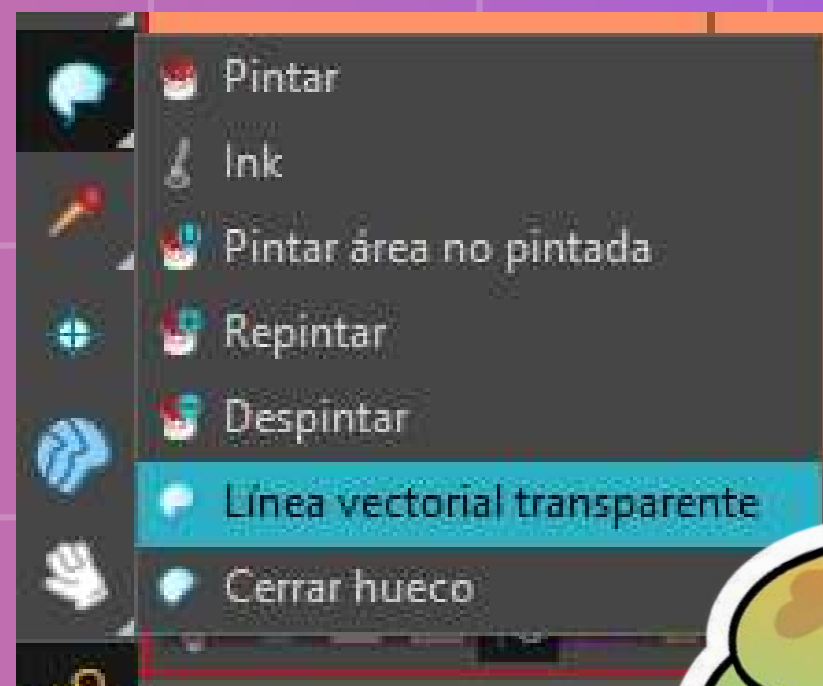 Pintar
Ink
Pintar área no pintada
Repintar
Despintar
Línea vectorial transparente
Cerrar hueco